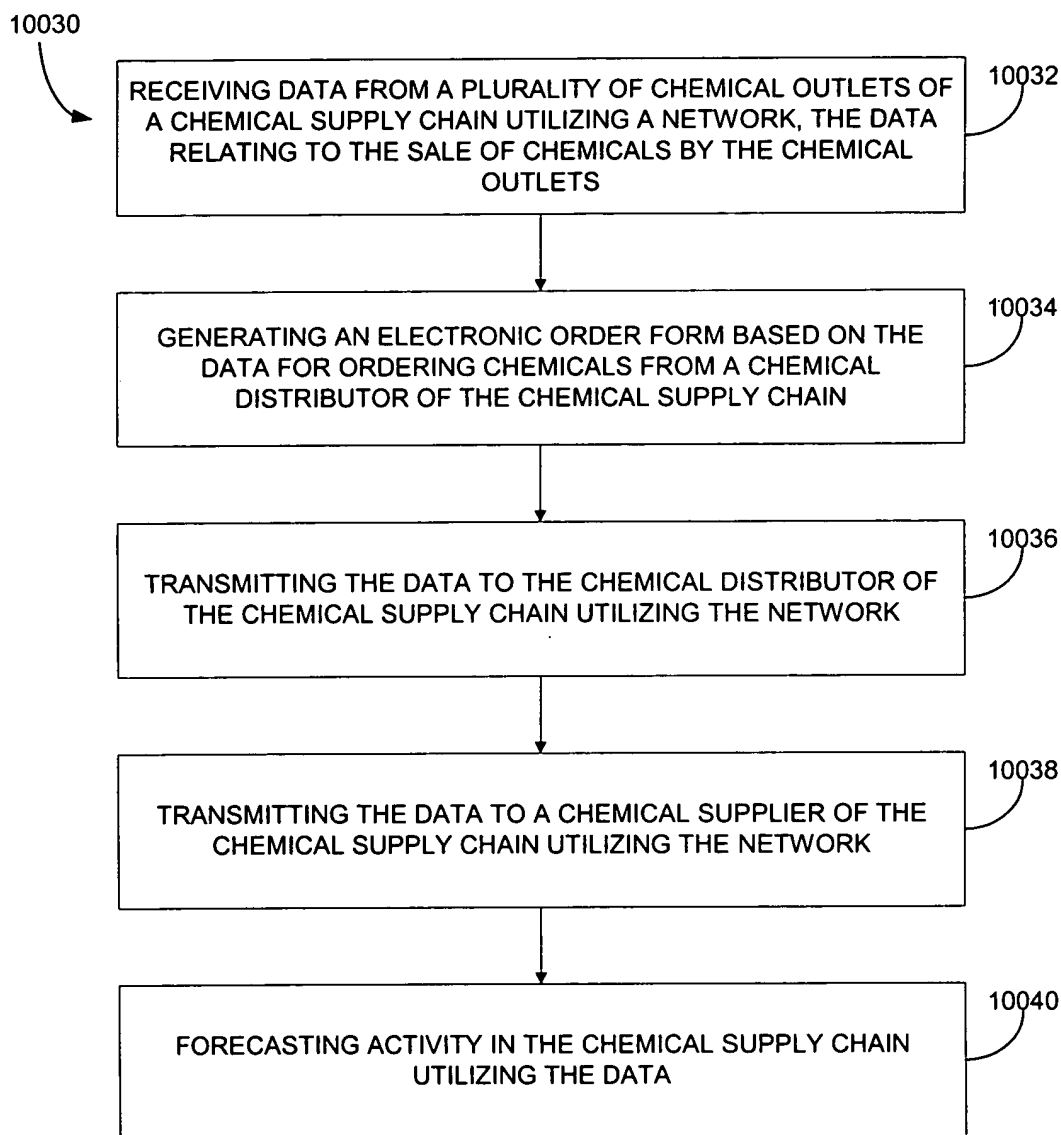 10030
RECEIVING DATA FROM A PLURALITY OF CHEMICAL OUTLETS OF
A CHEMICAL SUPPLY CHAIN UTILIZING A NETWORK, THE DATA
RELATING TO THE SALE OF CHEMICALS BY THE CHEMICAL
OUTLETS
10032
GENERATING AN ELECTRONIC ORDER FORM BASED ON THE
DATA FOR ORDERING CHEMICALS FROM A CHEMICAL
DISTRIBUTOR OF THE CHEMICAL SUPPLY CHAIN
10034
TRANSMITTING THE DATA TO THE CHEMICAL DISTRIBUTOR OF
THE CHEMICAL SUPPLY CHAIN UTILIZING THE NETWORK
10036
TRANSMITTING THE DATA TO A CHEMICAL SUPPLIER OF THE
CHEMICAL SUPPLY CHAIN UTILIZING THE NETWORK
10038
FORECASTING ACTIVITY IN THE CHEMICAL SUPPLY CHAIN
UTILIZING THE DATA
10040